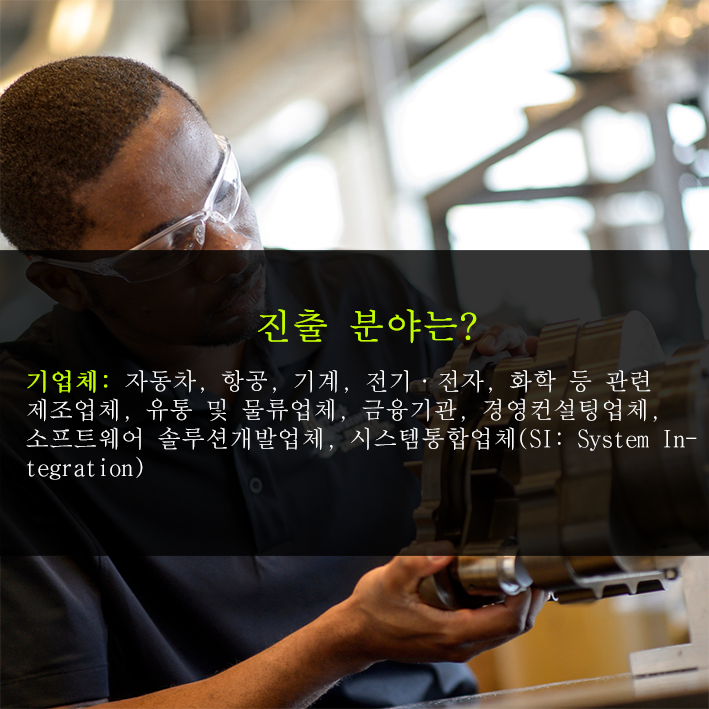 진출 분야는?
기업체: 자동차, 항공, 기계, 전기·전자, 화학 등 관련
제조업체, 유통 및 물류업체, 금융기관, 경영컨설팅업체,
소프트웨어 솔루션개발업체, 시스템통합업체(SI: System In-
tegration)